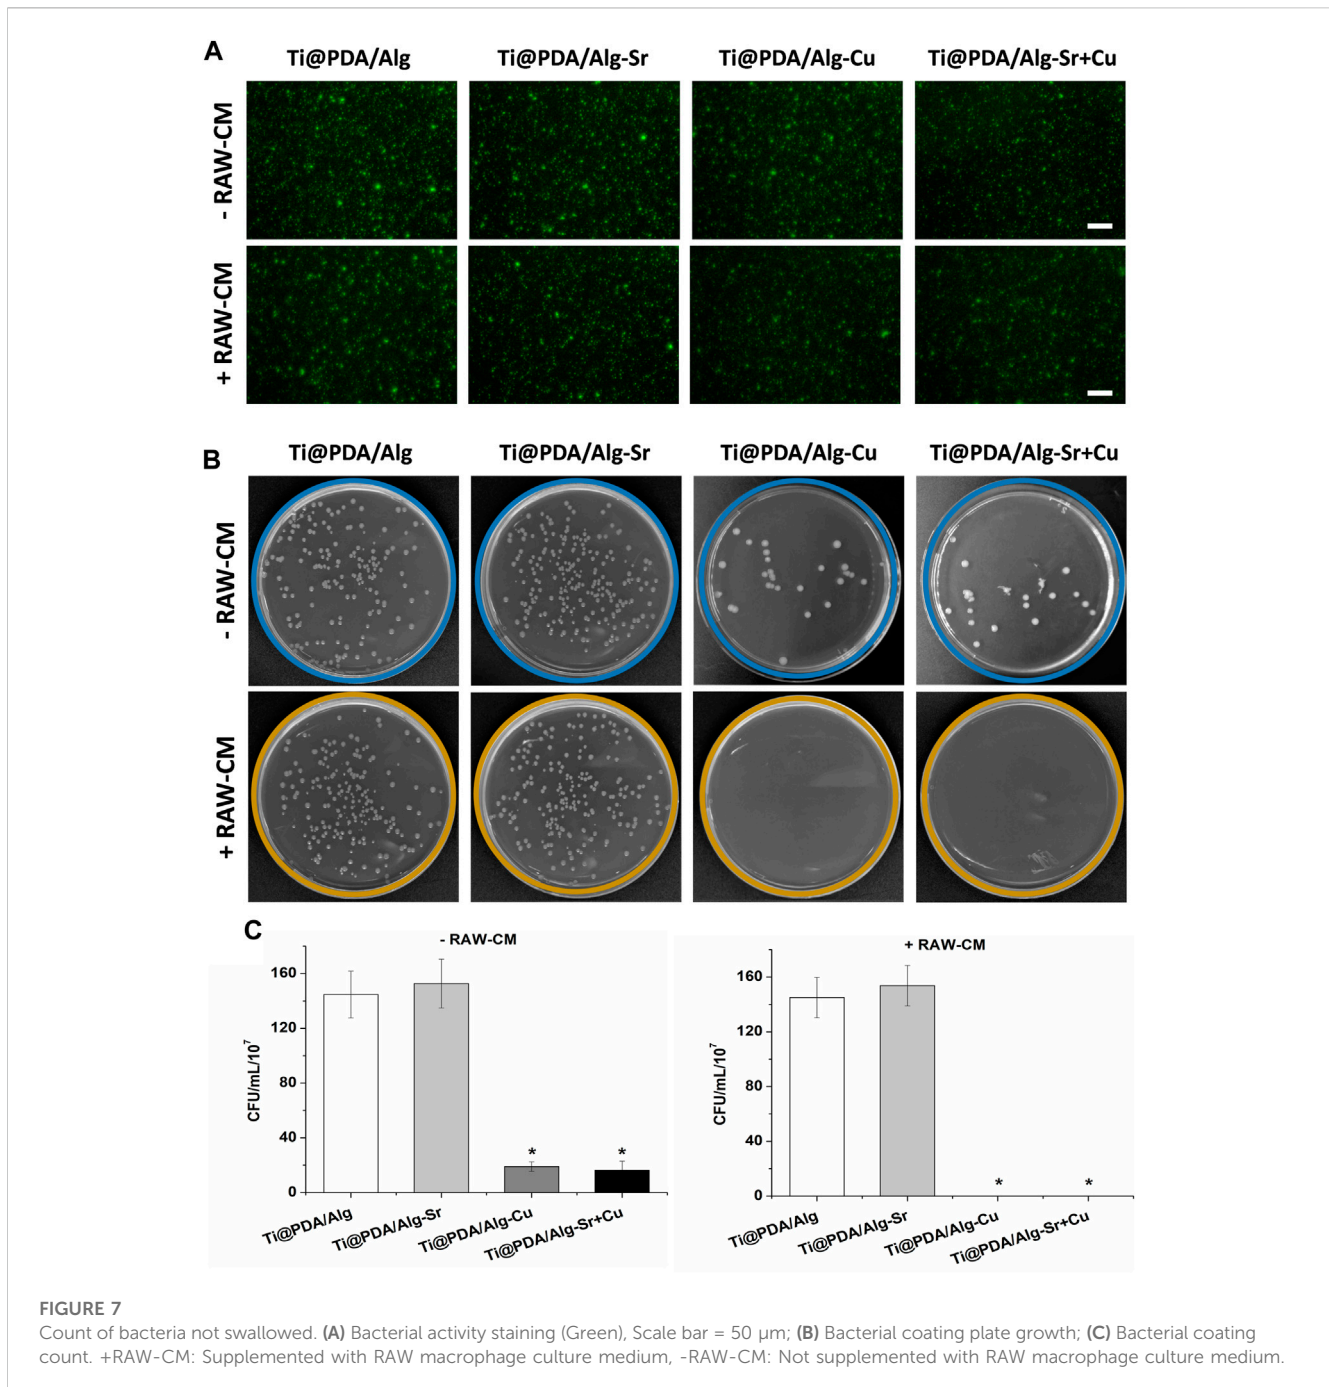 A
Ti@PDA/Alg Ti@PDA/Alg-Sr Ti@PDA/Alg-Cu Ti@PDA/Alg-Sr+Cu
- RAW-CM
+ RAW-CM
B
Ti@PDA/Alg Ti@PDA/Alg-Sr Ti@PDA/Alg-Cu Ti@PDA/Alg-Sr+Cu
- RAW-CM
+ RAW-CM
C
- RAW-CM
CFU/mL/10⁷
160
120
80
40
0
* *
Ti@PDA/Alg Ti@PDA/Alg-Sr Ti@PDA/Alg-Cu Ti@PDA/Alg-Sr+Cu
+ RAW-CM
CFU/mL/10⁷
160
120
80
40
0
* *
Ti@PDA/Alg Ti@PDA/Alg-Sr Ti@PDA/Alg-Cu Ti@PDA/Alg-Sr+Cu
FIGURE 7
Count of bacteria not swallowed. (A) Bacterial activity staining (Green), Scale bar = 50 μm; (B) Bacterial coating plate growth; (C) Bacterial coating
count. +RAW-CM: Supplemented with RAW macrophage culture medium, -RAW-CM: Not supplemented with RAW macrophage culture medium.